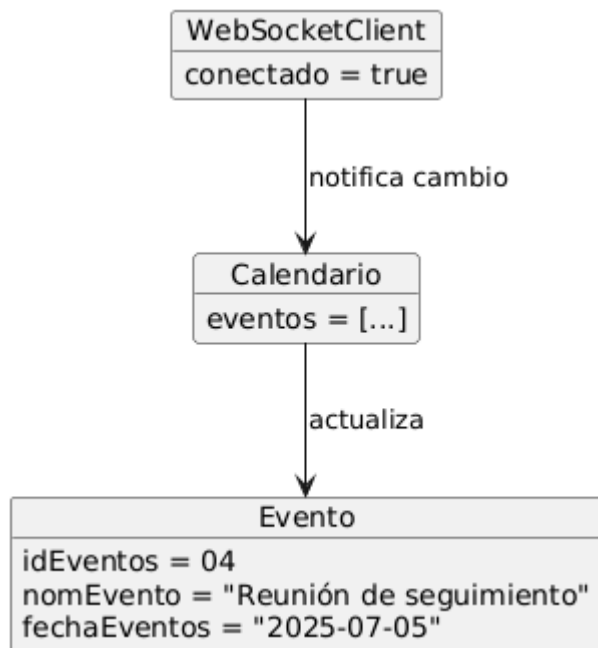 WebSocketClient
conectado = true
notifica cambio
Calendario
eventos = [...]
actualiza
Evento
idEventos = 04
nomEvento = "Reunión de seguimiento"
fechaEventos = "2025-07-05"